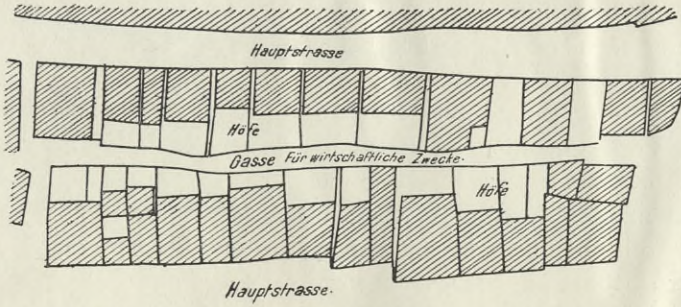 Hauptstrasse
Höfe
Gasse Für wirtschaftliche Zwecke.
Höfe
Hauptstrasse.